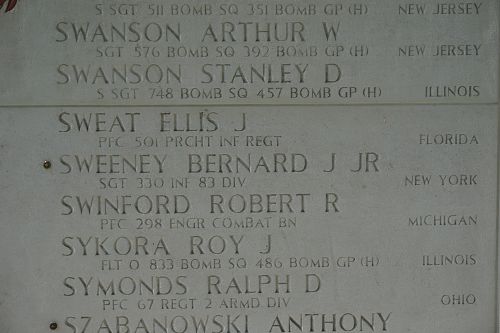 S SGT 511 BOMB SQ 351 BOMB GP (H) NEW JERSEY
SWANSON ARTHUR W
SGT 576 BOMB SQ 392 BOMB GP (H) NEW JERSEY
SWANSON STANLEY D
S SGT 748 BOMB SQ 457 BOMB GP (H) ILLINOIS
SWEAT ELLIS J
PFC 501 PRCHT INF REGT FLORIDA
SWEENEY BERNARD J JR
SGT 330 INF 83 DIV NEW YORK
SWINFORD ROBERT R
PFC 298 ENGR COMBAT BN MICHIGAN
SYKORA ROY J
FLT O 833 BOMB SQ 486 BOMB GP (H) ILLINOIS
SYMONDS RALPH D
PFC 67 REGT 2 ARMD DIV OHIO
SZABANOWSKI ANTHONY